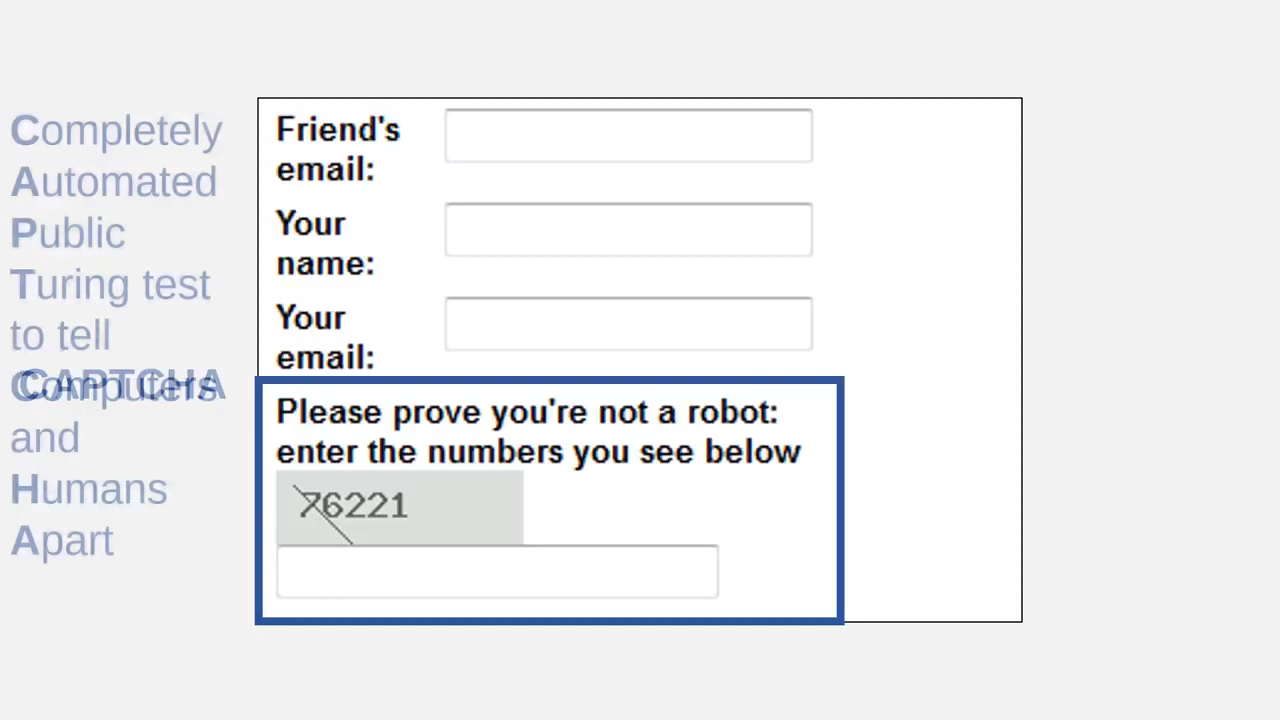 Completely
Automated
Public
Turing test
to tell
Computers
CAPTCHA
and
Humans
Apart
Friend's
email:
Your
name:
Your
email:
Please prove you're not a robot:
enter the numbers you see below
76221